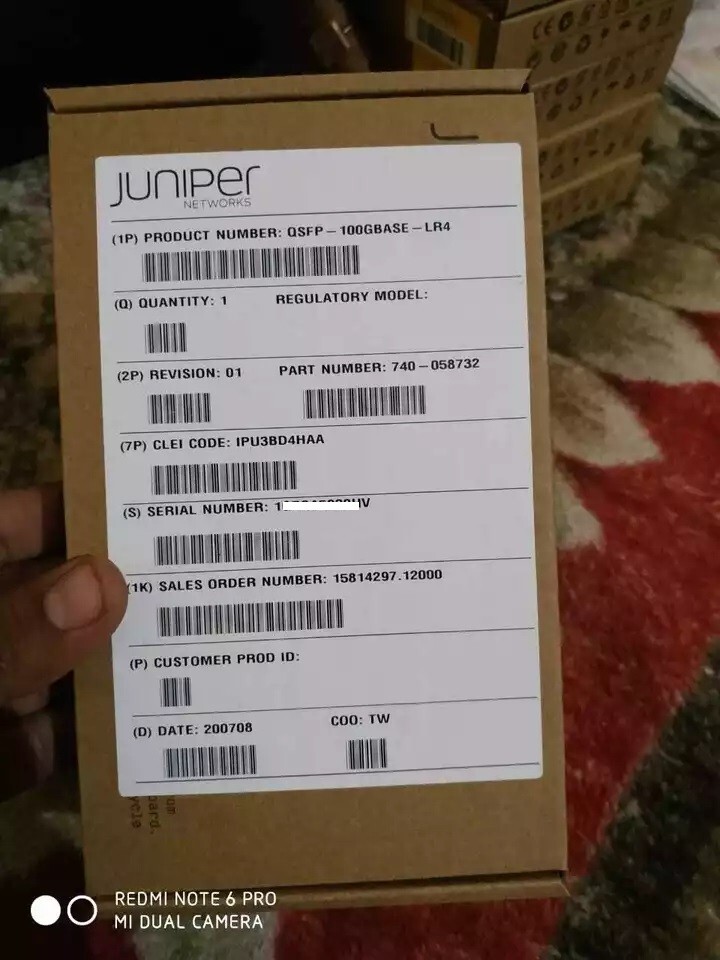 JUNIPer
NETWORKS
(1P) PRODUCT NUMBER: QSFP-100GBASE-LR4
(Q) QUANTITY: 1 REGULATORY MODEL:
(2P) REVISION: 01 PART NUMBER: 740-058732
(7P) CLEI CODE: IPU3BD4HAA
(S) SERIAL NUMBER:
(1K) SALES ORDER NUMBER: 15814297.12000
(P) CUSTOMER PROD ID:
(D) DATE: 200708 COO: TW
REDMI NOTE 6 PRO
MI DUAL CAMERA